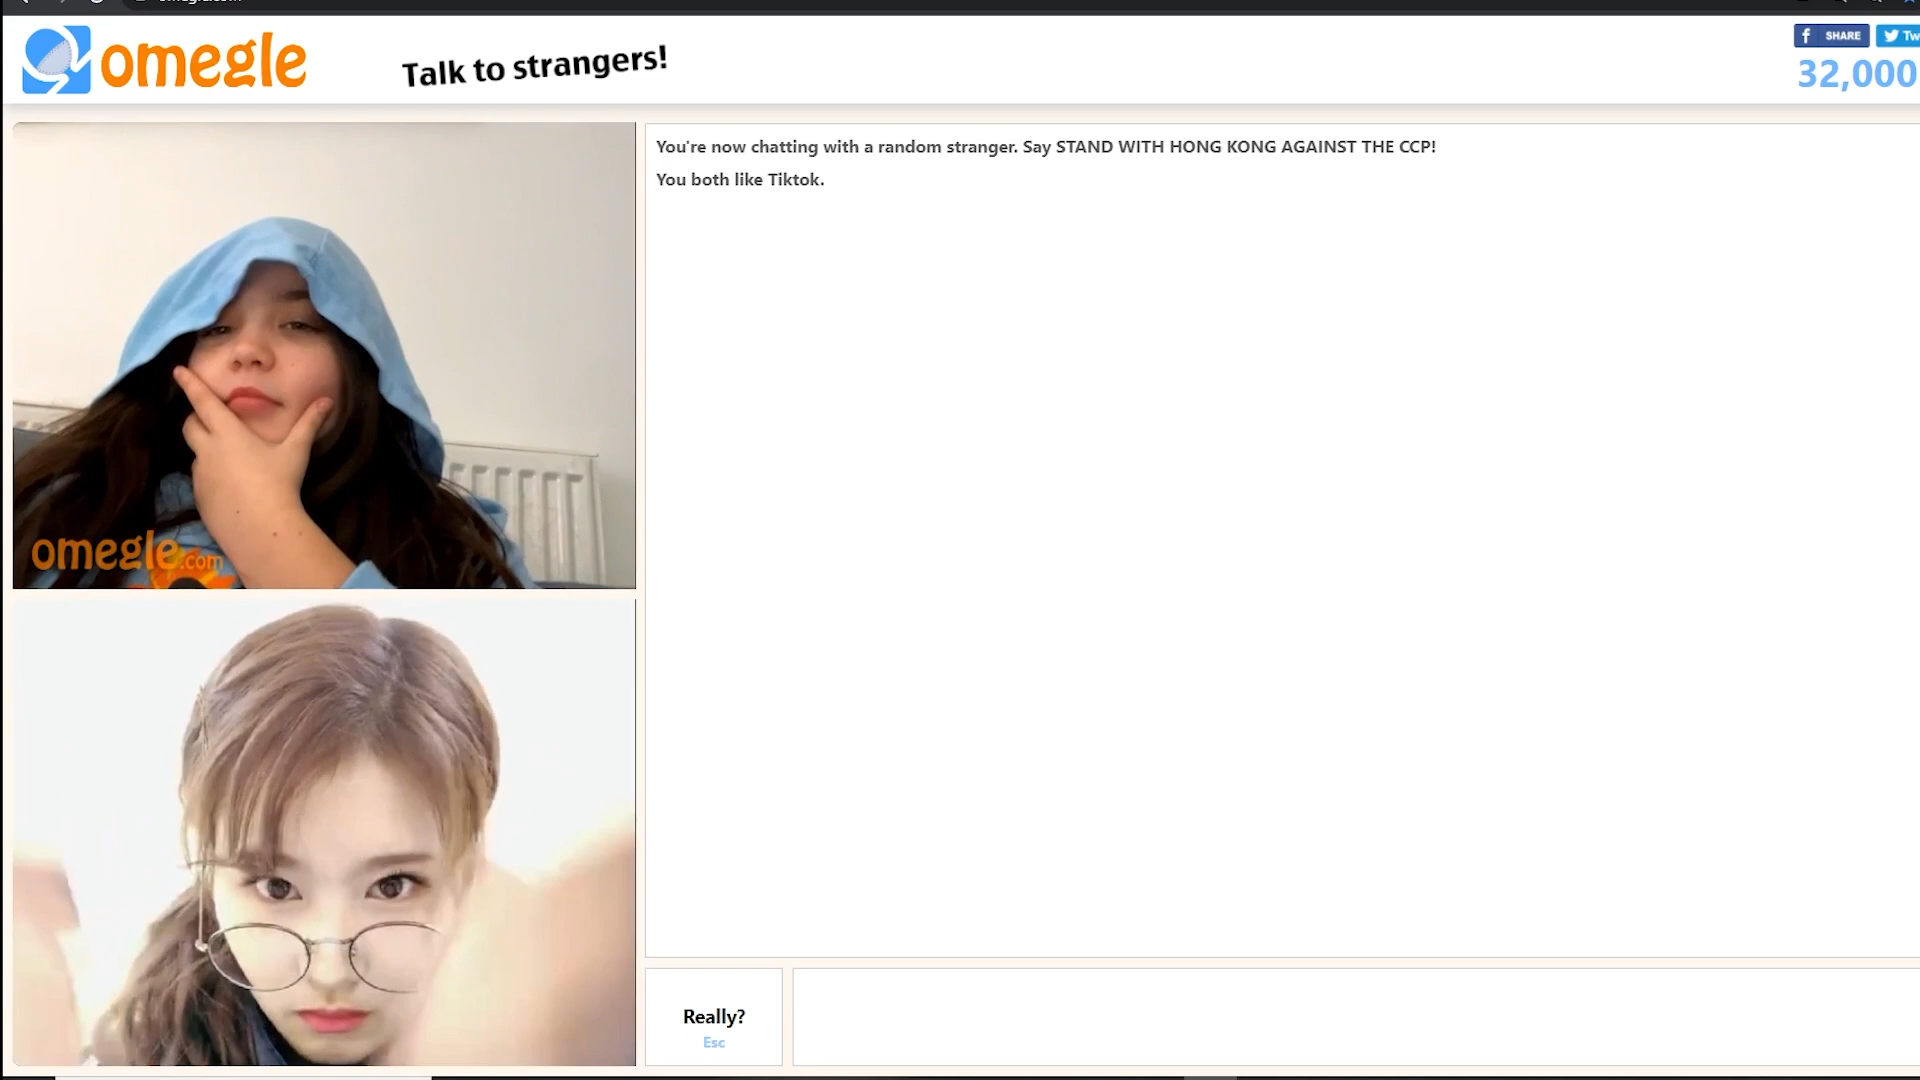 omegle
Talk to strangers!
SHARE
Tw
32,000
You're now chatting with a random stranger. Say STAND WITH HONG KONG AGAINST THE CCP!
You both like Tiktok.
omegle.com
Really?
Esc